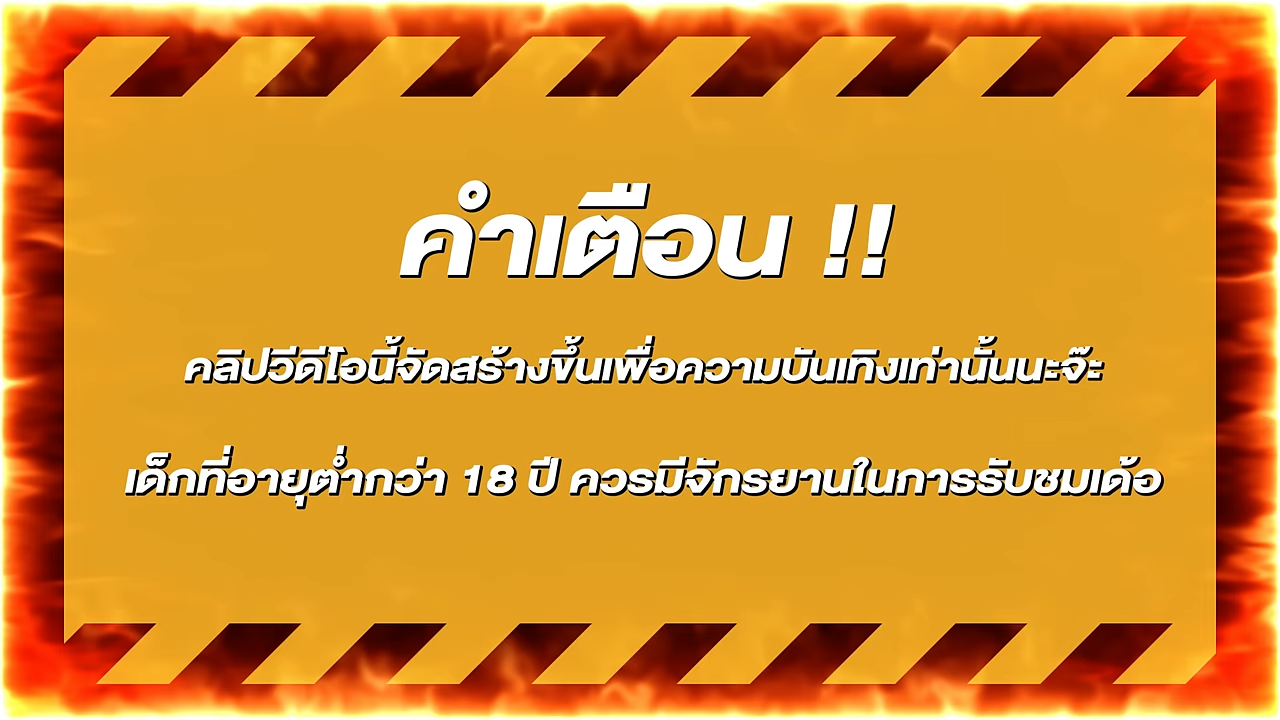 คำเตือน !!
คลิปวีดีโอนี้จัดสร้างขึ้นเพื่อความบันเทิงเท่านั้นนะจ๊ะ
เด็กที่อายุต่ำกว่า 18 ปี ควรมีจักรยานในการรับชมเด้อ